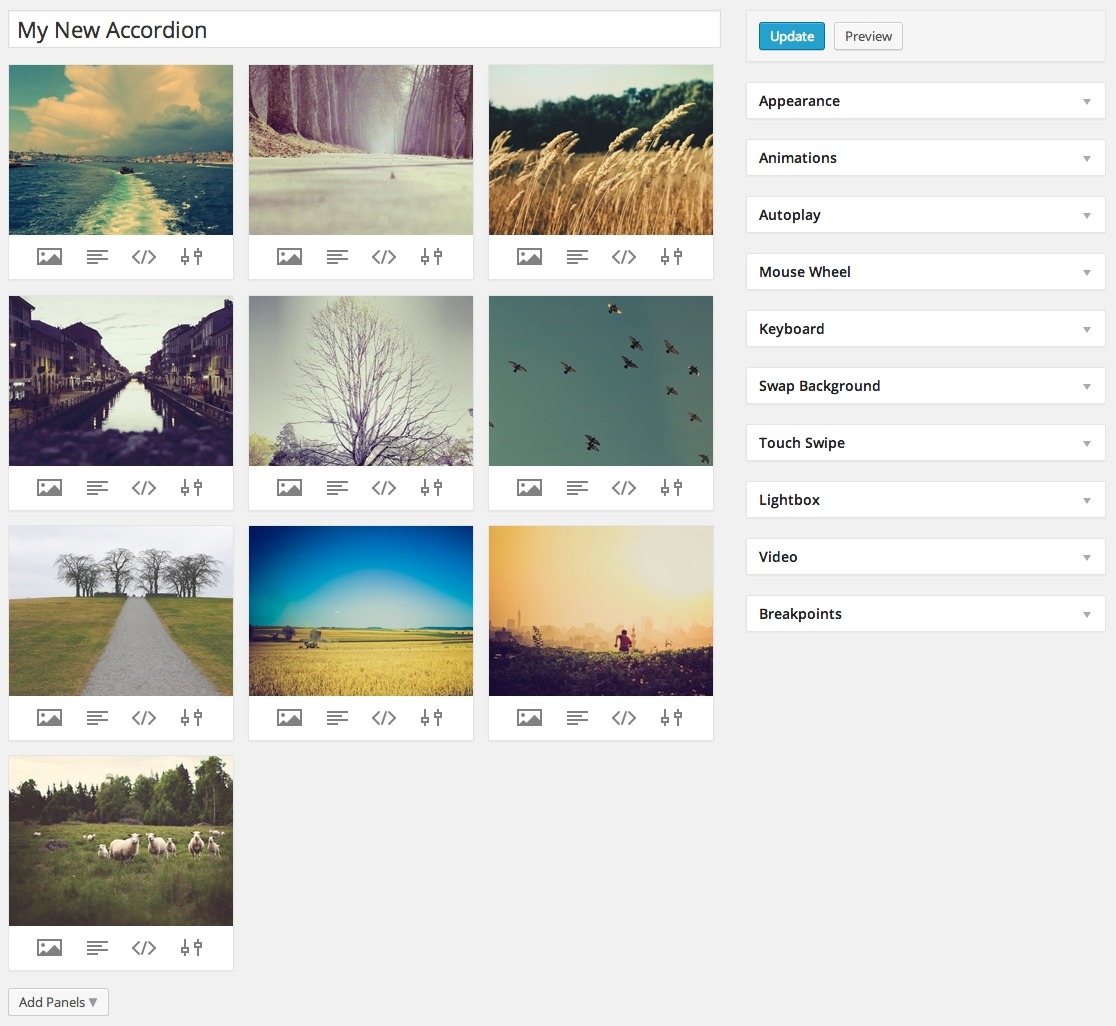 My New Accordion
Update
Preview
Appearance
Animations
Autoplay
Mouse Wheel
Keyboard
Swap Background
Touch Swipe
Lightbox
Video
Breakpoints
Add Panels